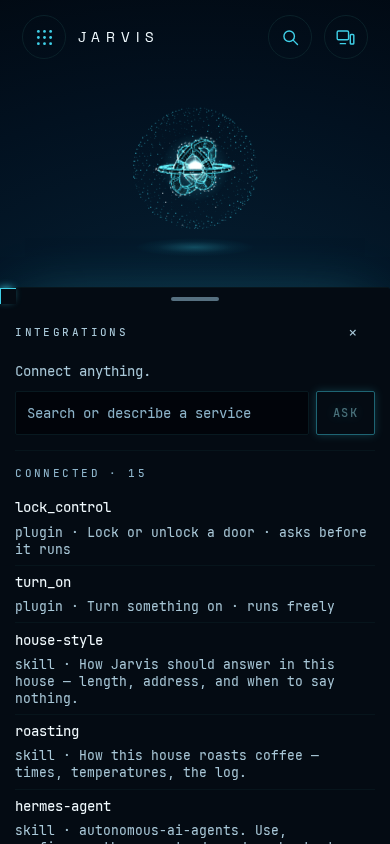 JARVIS
INTEGRATIONS ×
Connect anything.
Search or describe a service ASK
CONNECTED · 15
lock_control
plugin · Lock or unlock a door · asks before
it runs
turn_on
plugin · Turn something on · runs freely
house-style
skill · How Jarvis should answer in this
house — length, address, and when to say
nothing.
roasting
skill · How this house roasts coffee —
times, temperatures, the log.
hermes-agent
skill · autonomous-ai-agents. Use,